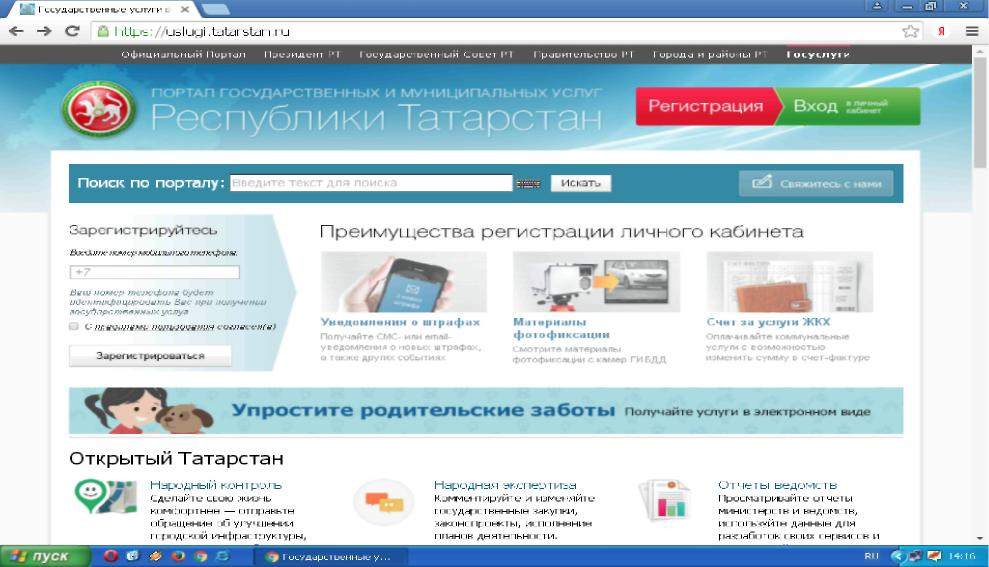 Государственные услуги в
https://uslugi.tatarstan.ru
Официальный Портал Президент РТ Государственный Совет РТ Правительство РТ Города и районы РТ Госуслуги
ПОРТАЛ ГОСУДАРСТВЕННЫХ И МУНИЦИПАЛЬНЫХ УСЛУГ
Республики Татарстан
Регистрация Вход в личный кабинет
Поиск по порталу: Введите текст для поиска Искать Свяжитесь с нами
Зарегистрируйтесь
Введите номер мобильного телефона
+7
Ваш номер телефона будет
идентифицировать Вас при получении
государственных услуг
С правилами пользования согласен(а)
Зарегистрироваться
Преимущества регистрации личного кабинета
Уведомления о штрафах
Получайте СМС- или email-
уведомления о новых штрафах,
а также других событиях
Материалы
фотофиксации
Смотрите материалы
фотофиксации с камер ГИБДД
Счет за услуги ЖКХ
Оплачивайте коммунальные
услуги с возможностью
изменить сумму в счет-фактуре
Упростите родительские заботы Получайте услуги в электронном виде
Открытый Татарстан
Народный контроль
Сделайте свою жизнь
комфортнее — отправьте
обращение об улучшении
городской инфраструктуры,
Народная экспертиза
Комментируйте и изменяйте
государственные закупки,
законопроекты, исполнение
планов деятельности.
Отчеты ведомств
Просматривайте отчеты
министерств и ведомств,
используйте данные для
разработок своих сервисов и
пуск Государственные у... RU 14:16